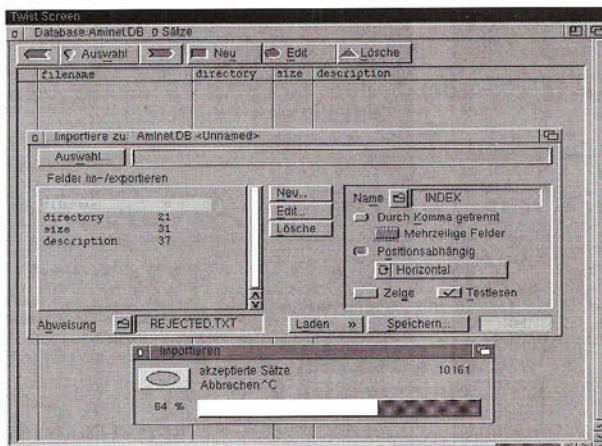 Twist Screen
Database:Aminet.DB 0 Sätze
Auswahl Neu Edit Lösche
filename directory size description
Importiere zu: Aminet.DB <Unnamed>
Auswahl...
Felder im-/exportieren
directory 21
size 31
description 37
Neu...
Edit...
Lösche
Name INDEX
Durch Komma getrennt
Mehrzeilige Felder
Positionsabhängig
Horizontal
Zeige Testlesen
Abweisung REJECTED.TXT Laden » Speichern...
Importieren
akzeptierte Sätze 10161
Abbrechen:^C
64 %